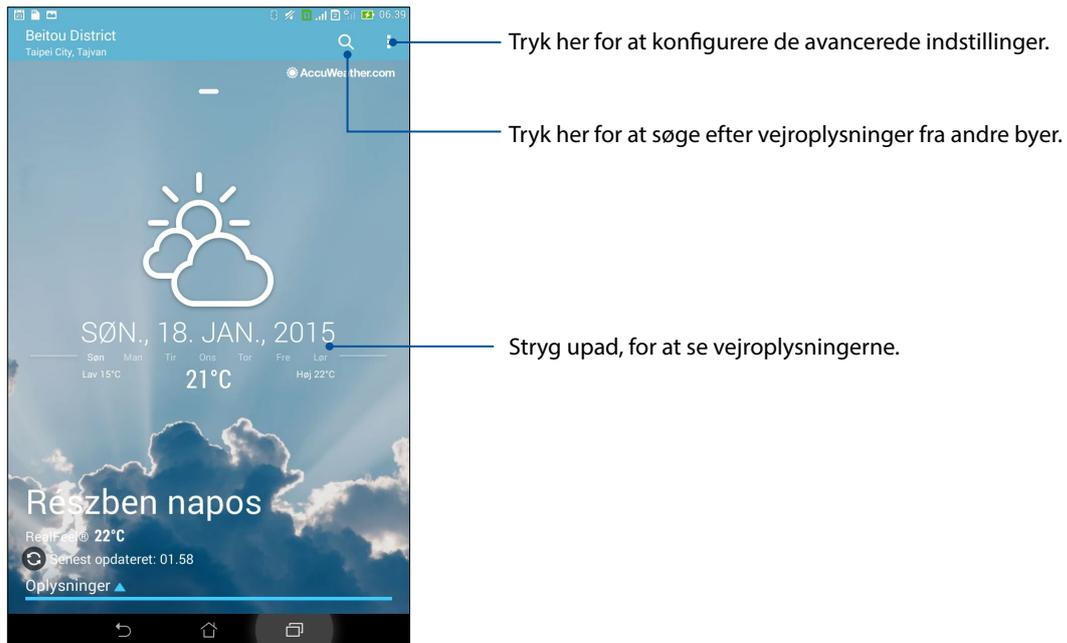 06.39
Beitou District
Taipei City, Tajvan
AccuWeather.com
SØN., 18. JAN., 2015
Søn Man Tir Ons Tor Fre Lør
Lav 15°C 21°C Høj 22°C
Részben napos
RealFeel® 22°C
Senest opdateret: 01.58
Oplysninger
Tryk her for at konfigurere de avancerede indstillinger.
Tryk her for at søge efter vejroplysninger fra andre byer.
Stryg upad, for at se vejroplysningerne.